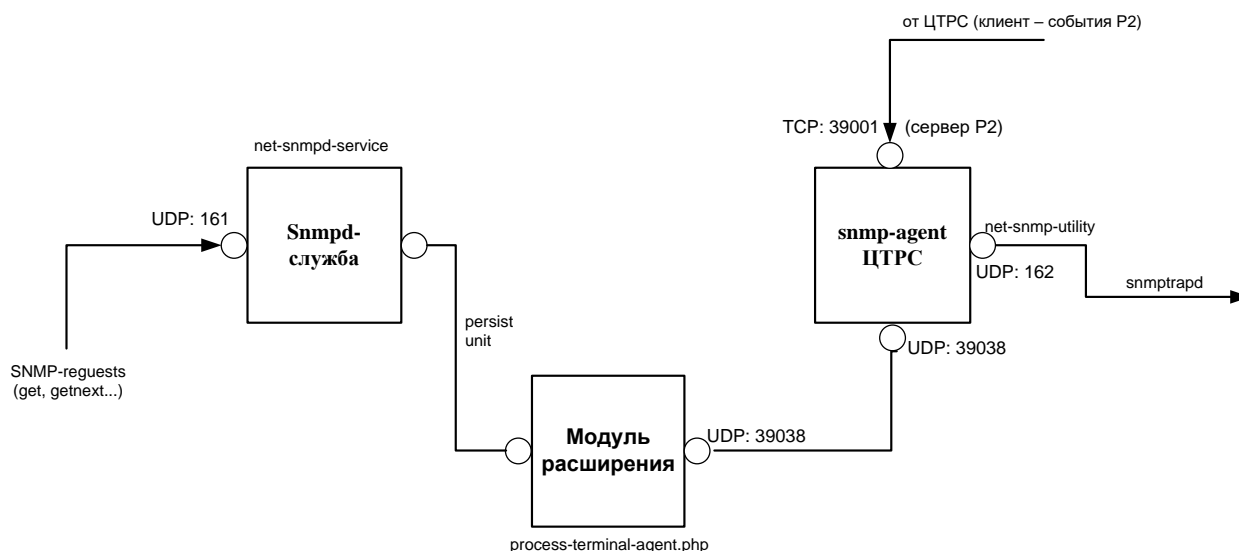 от ЦТРС (клиент – события P2)
TCP: 39001 (сервер P2)
net-snmpd-service
UDP: 161
Snmpd-
служба
snmp-agent
ЦТРС
net-snmp-utility
UDP: 162
snmptrapd
persist
unit
UDP: 39038
SNMP-reguests
(get, getnext...)
Модуль
расширения
UDP: 39038
process-terminal-agent.php